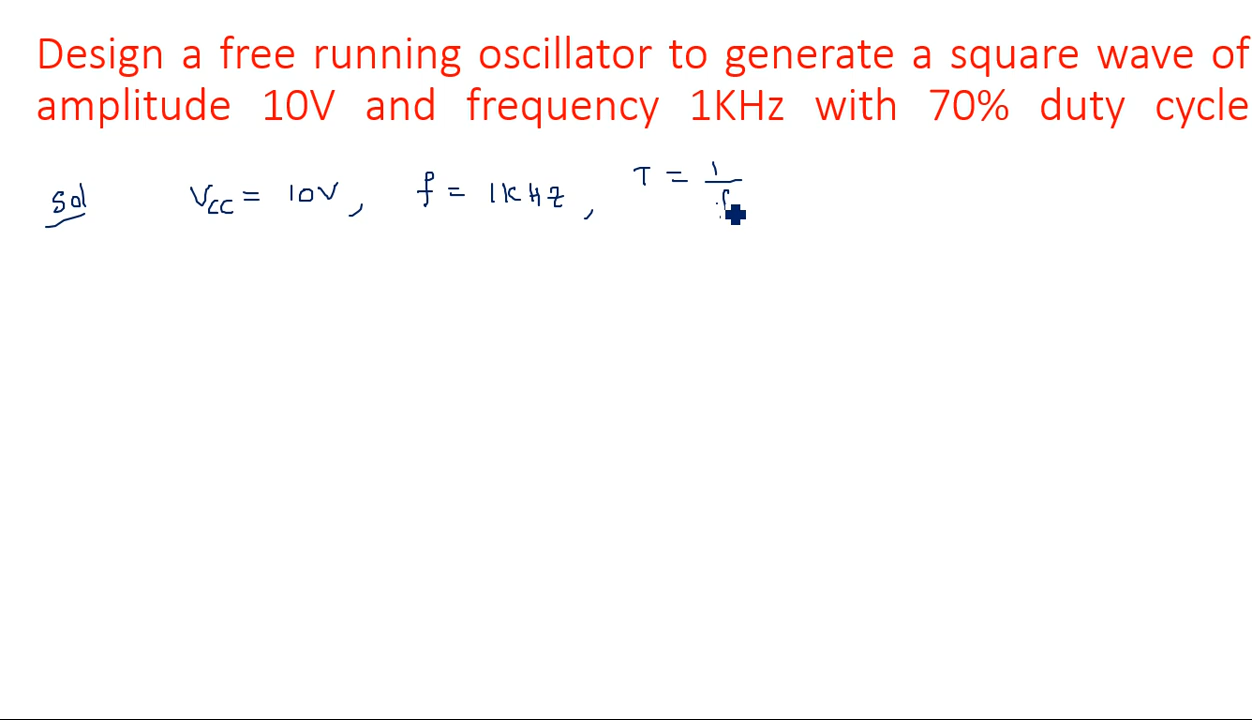 Design a free running oscillator to generate a square wave of
amplitude 10V and frequency 1KHz with 70% duty cycle
Sol V_CC = 10V, f = 1KHZ, T = 1/f